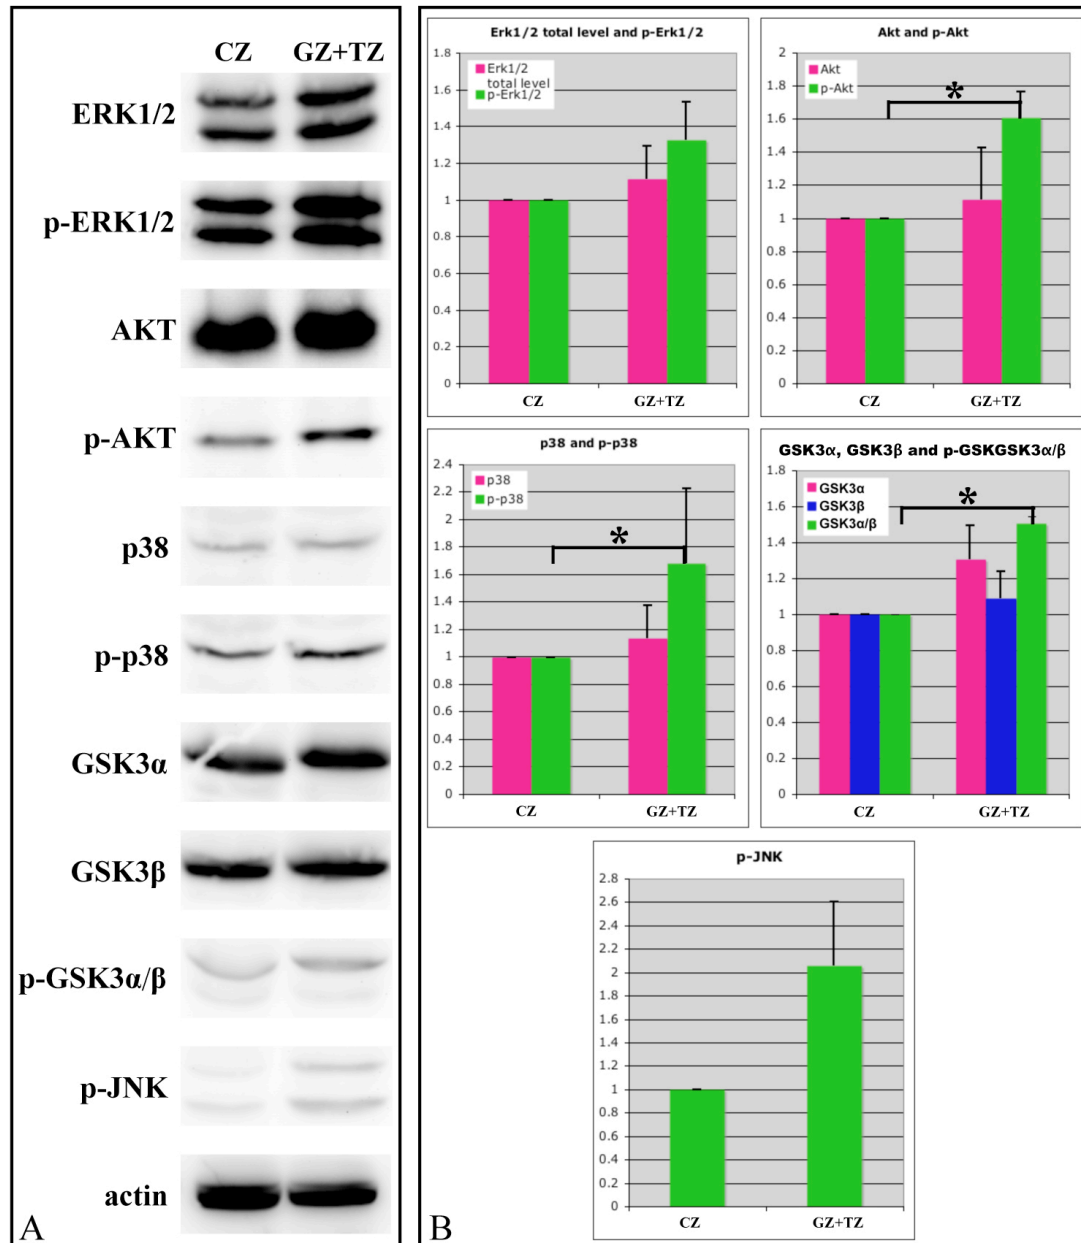 CZ GZ+TZ
ERK1/2
p-ERK1/2
AKT
p-AKT
p38
p-p38
GSK3α
GSK3β
p-GSK3α/β
p-JNK
actin
A
Erk1/2 total level and p-Erk1/2
Erk1/2
total level
p-Erk1/2
1.8
1.6
1.4
1.2
1
0.8
0.6
0.4
0.2
0
CZ GZ+TZ
Akt and p-Akt
Akt
p-Akt
*
2
1.8
1.6
1.4
1.2
1
0.8
0.6
0.4
0.2
0
CZ GZ+TZ
p38 and p-p38
p38
p-p38
*
2.4
2.2
2
1.8
1.6
1.4
1.2
1
0.8
0.6
0.4
0.2
0
CZ GZ+TZ
GSK3α, GSK3β and p-GSKGSK3α/β
GSK3α
GSK3β
GSK3α/β
*
1.8
1.6
1.4
1.2
1
0.8
0.6
0.4
0.2
0
CZ GZ+TZ
p-JNK
2.8
2.6
2.4
2.2
2
1.8
1.6
1.4
1.2
1
0.8
0.6
0.4
0.2
0
CZ GZ+TZ
B